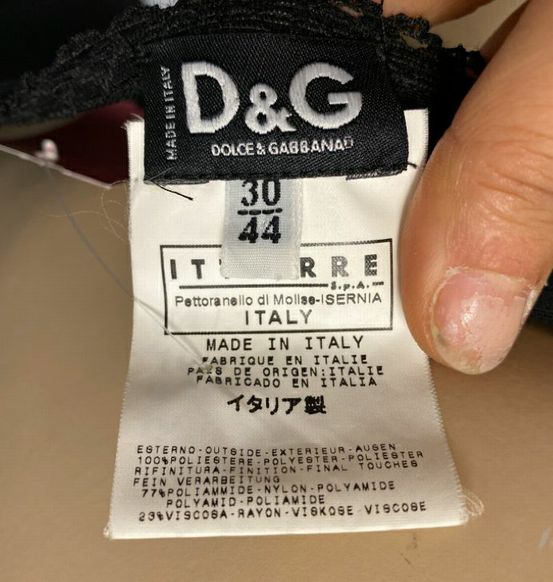 MADE IN ITALY
D&G
DOLCE & GABBANA
30
44
RRE
S.p.A.
Pettoranello di Molise-ISERNIA
ITALY
MADE IN ITALY
FABRIQUE EN ITALIE
PAÍS DE ORIGEN:ITALIE
FABRICADO EN ITALIA
イタリア製
ESTERNO-OUTSIDE-EXTERIEUR-AUSEN
100%POLIESTERE-POLYESTER-POLIESTER
RIFINITURA-FINITION-FINAL TOUCHES
FEIN VERARBEITUNG
77%POLIAMMIDE-NYLON-POLYAMIDE
POLYAMID-POLIAMIDE
23%VISCOSA-RAYON-VISKOSE-VISCOSE